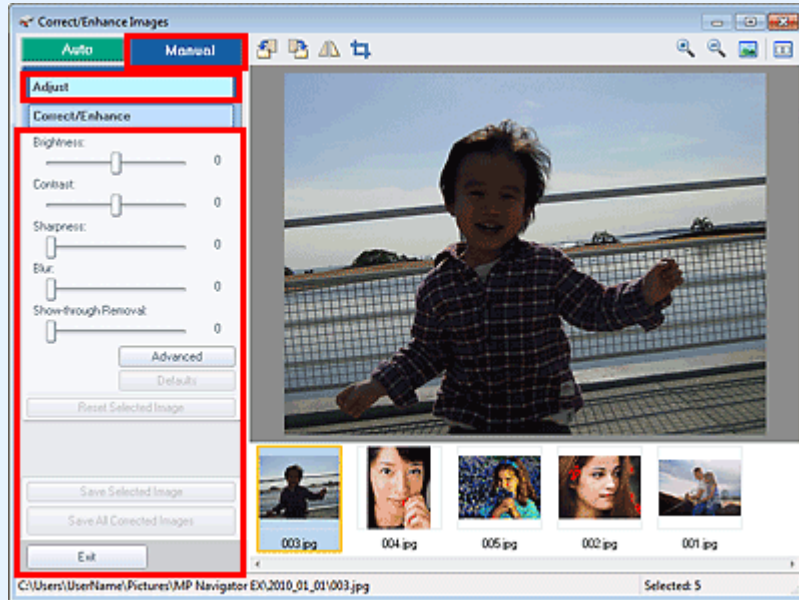 Correct/Enhance Images
Auto
Manual
Adjust
Correct/Enhance
Brightness:
0
Contrast:
0
Sharpness:
0
Blur:
0
Show-through Removal:
0
Advanced
Defaults
Reset Selected Image
Save Selected Image
Save All Corrected Images
Exit
003.jpg
004.jpg
005.jpg
002.jpg
001.jpg
C:\Users\UserName\Pictures\MP Navigator EX\2010_01_01\003.jpg
Selected: 5